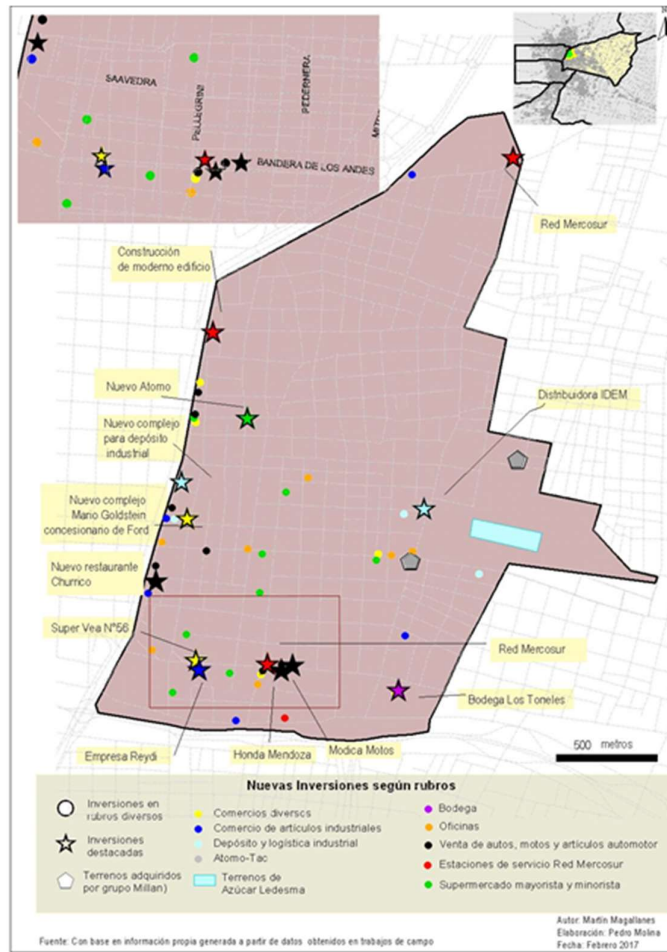 N
SAAVEDRA
PELLEGRINI
PEDERNERA
BANDERA DE LOS ANDES
Red Mercosur
Construcción
de moderno edificio
Nuevo Atomo
Distribuidora IDEM
Nuevo complejo
para depósito
industrial
Nuevo complejo
Mario Goldstein
concesionario de Ford
Nuevo restaurante
Churrico
Super Vea N°56
Red Mercosur
Bodega Los Toneles
Empresa Reydi
Honda Mendoza
Modica Motos
500 metros
Nuevas Inversiones según rubros
Inversiones en
rubros diversos
Inversiones
destacadas
Terrenos adquiridos
por grupo Millan)
Comercios diverscs
Comercio de artículos industriales
Depósito y logística industrial
Atomo-Tac
Terrenos de
Azúcar Ledesma
Bodega
Oficinas
Venta de autos, motos y artículos automotor
Estaciones de servicio Red Mercosur
Supermercado mayorista y minorista
Fuente: Con base en información propia generada a partir de datos obtenidos en trabajos de campo
Autor: Martín Magallanes
Elaboración: Pedro Molina
Fecha: Febrero 2017